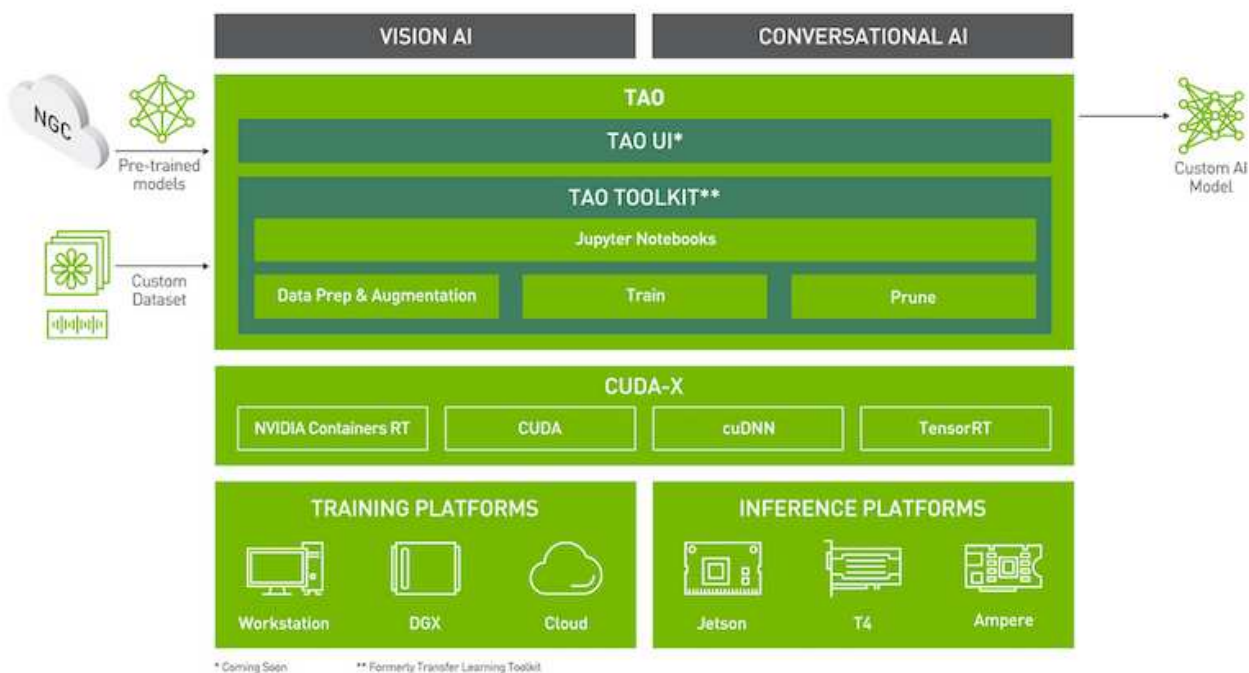 VISION AI
CONVERSATIONAL AI
NGC
Pre-trained
models
Custom
Dataset
TAO
TAO UI*
TAO TOOLKIT**
Jupyter Notebooks
Data Prep & Augmentation
Train
Prune
Custom AI
Model
CUDA-X
NVIDIA Containers RT
CUDA
cuDNN
TensorRT
TRAINING PLATFORMS
Workstation
DGX
Cloud
INFERENCE PLATFORMS
Jetson
T4
Ampere
* Coming Soon
** Formerly Transfer Learning Toolkit